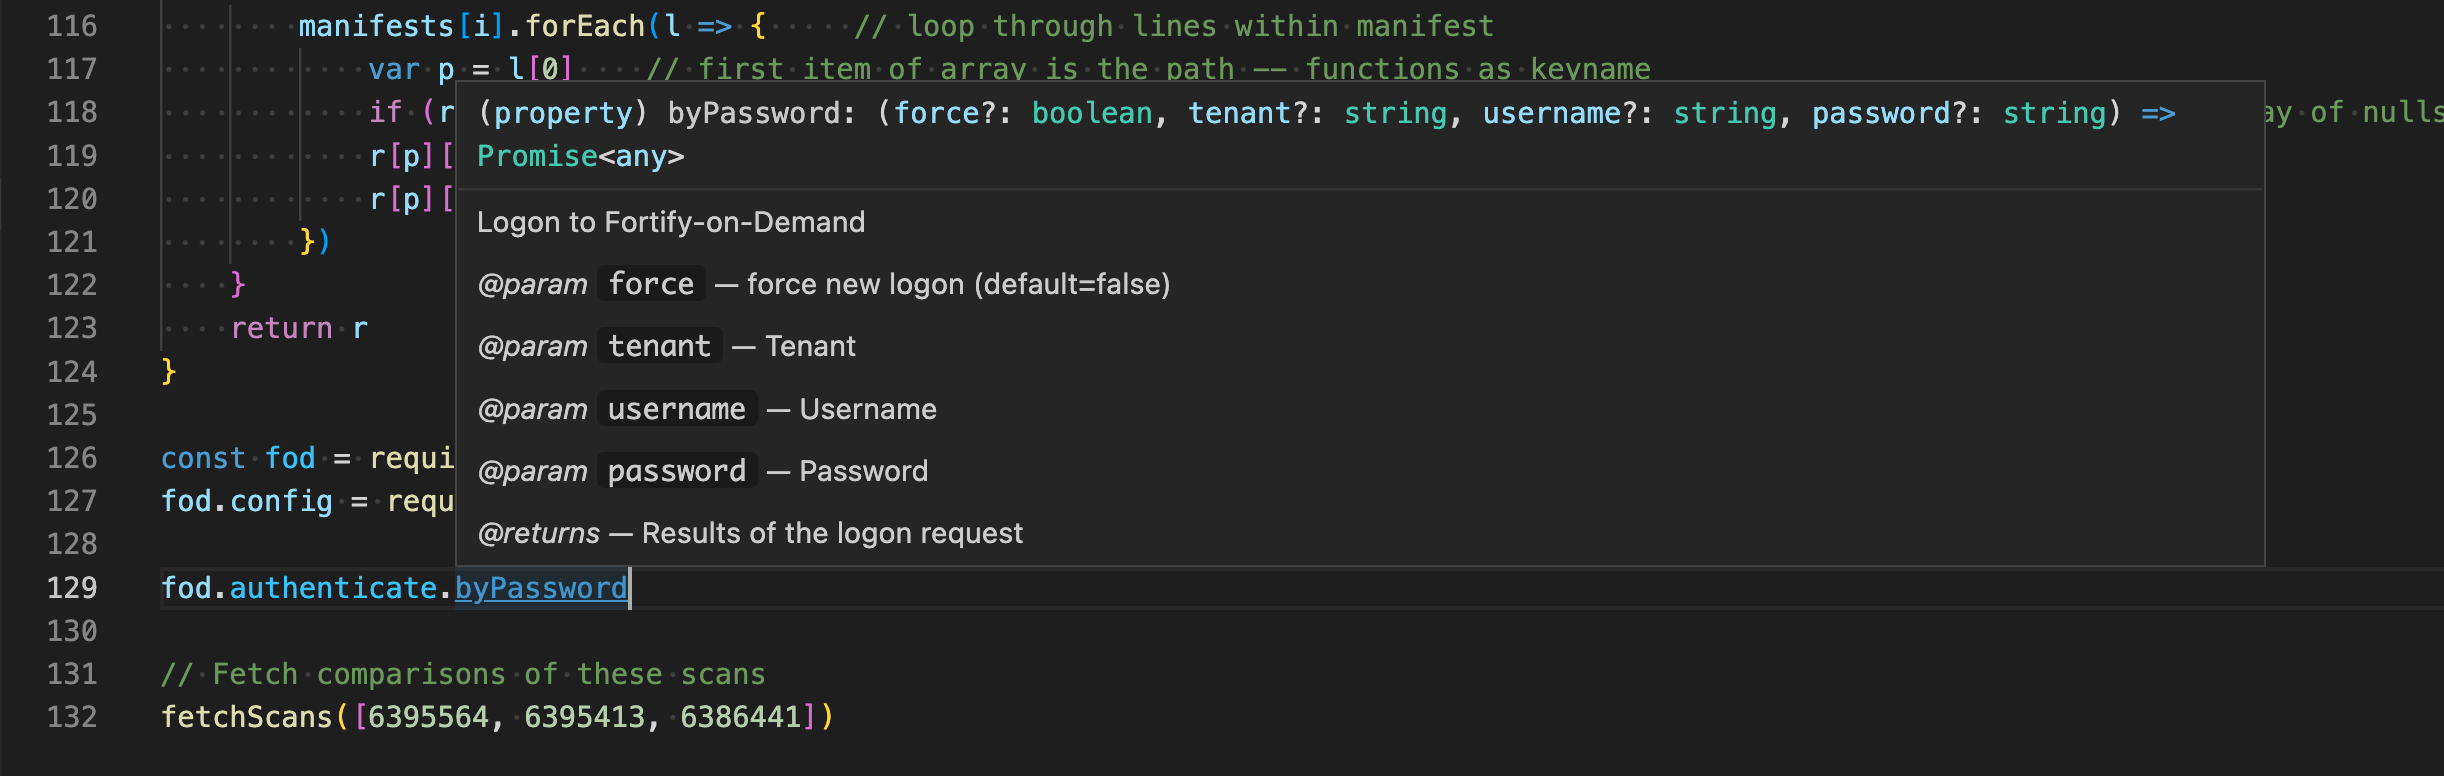 116 manifests[i].forEach(l => { // loop through lines within manifest
117 var p = l[0] // first item of array is the path -- functions as keyname
118 if (r ay of nulls
119 r[p][
120 r[p][
121 })
122 }
123 return r
124 }
125
126 const fod = requi
127 fod.config = requ
128
129 fod.authenticate.byPassword
130
131 // Fetch comparisons of these scans
132 fetchScans([6395564, 6395413, 6386441])
(property) byPassword: (force?: boolean, tenant?: string, username?: string, password?: string) =>
Promise<any>
Logon to Fortify-on-Demand
@param force — force new logon (default=false)
@param tenant — Tenant
@param username — Username
@param password — Password
@returns — Results of the logon request